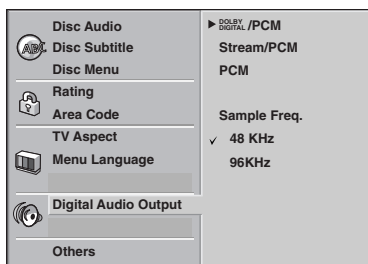 Disc Audio
ABC Disc Subtitle
Disc Menu
Rating
?
Area Code
TV Aspect
Menu Language
Digital Audio Output
Others
DOLBY DIGITAL /PCM
Stream/PCM
PCM
Sample Freq.
48 KHz
96KHz